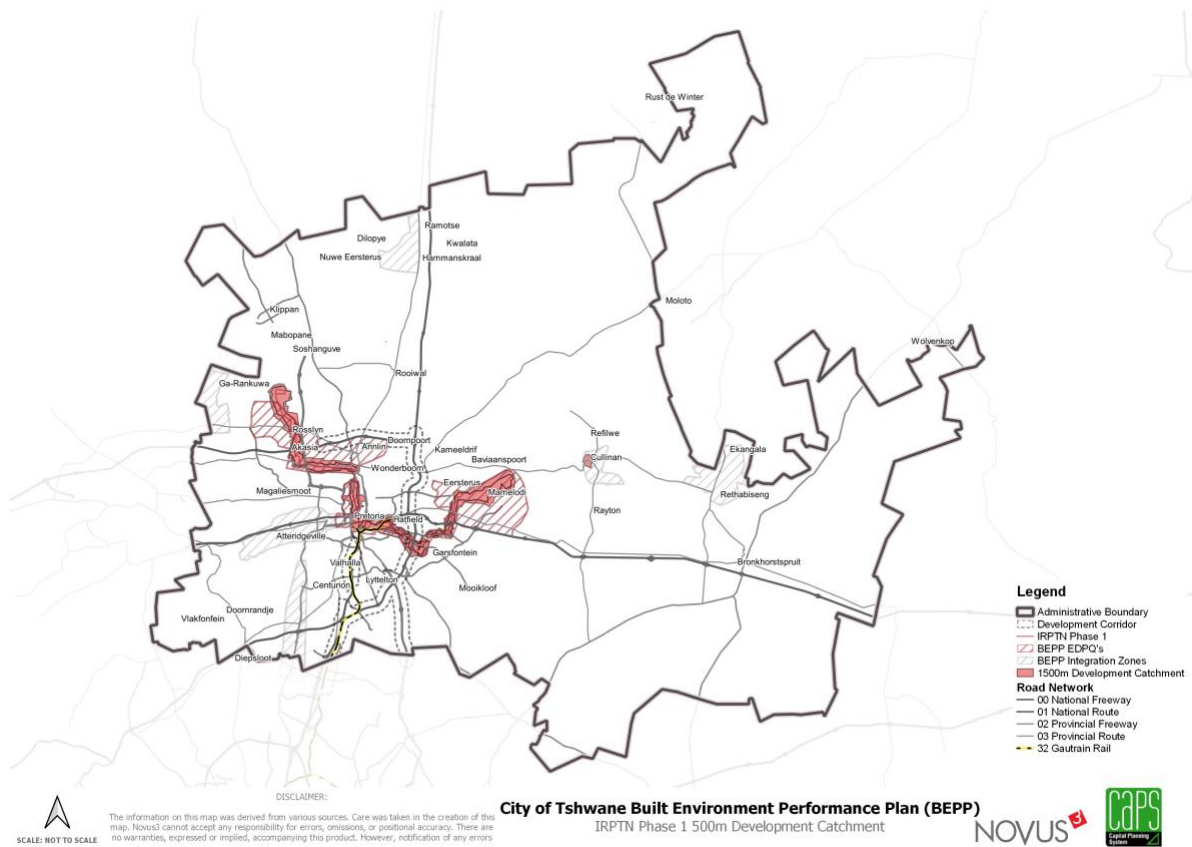 Rust de Winter
Ramotse
Dilopye
Kwalata
Nuwe Eersterus
Hammanskraal
Moloto
Klippan
Mabopane
Wolvenkop
Soshanguve
Rooiwal
Ga-Rankuwa
Rosslyn
Refilwe
Akasia
Annlin
Doompoort
Kameeldrif
Ekangala
Baviaanspoort
Cullinan
Wonderboom
Eersterus
Magaliesmoot
Mamelodi
Rethabiseng
Rayton
Pretoria
Hatfield
Atteridgeville
Garsfontein
Valhalla
Bronkhorstspruit
Lyttelton
Centurion
Mooikloof
Doornrandje
Vlakfontein
Diepsloot
Legend
Administrative Boundary
Development Corridor
IRPTN Phase 1
BEPP EDPQ's
BEPP Integration Zones
1500m Development Catchment
Road Network
00 National Freeway
01 National Route
02 Provincial Freeway
03 Provincial Route
32 Gautrain Rail
SCALE: NOT TO SCALE
DISCLAIMER:
The information on this map was derived from various sources. Care was taken in the creation of this
map. Novus3 cannot accept any responsibility for errors, omissions, or positional accuracy. There are
no warranties, expressed or implied, accompanying this product. However, notification of any errors
City of Tshwane Built Environment Performance Plan (BEPP)
IRPTN Phase 1 500m Development Catchment
NOVUS3
CAPS
Capital Planning
System